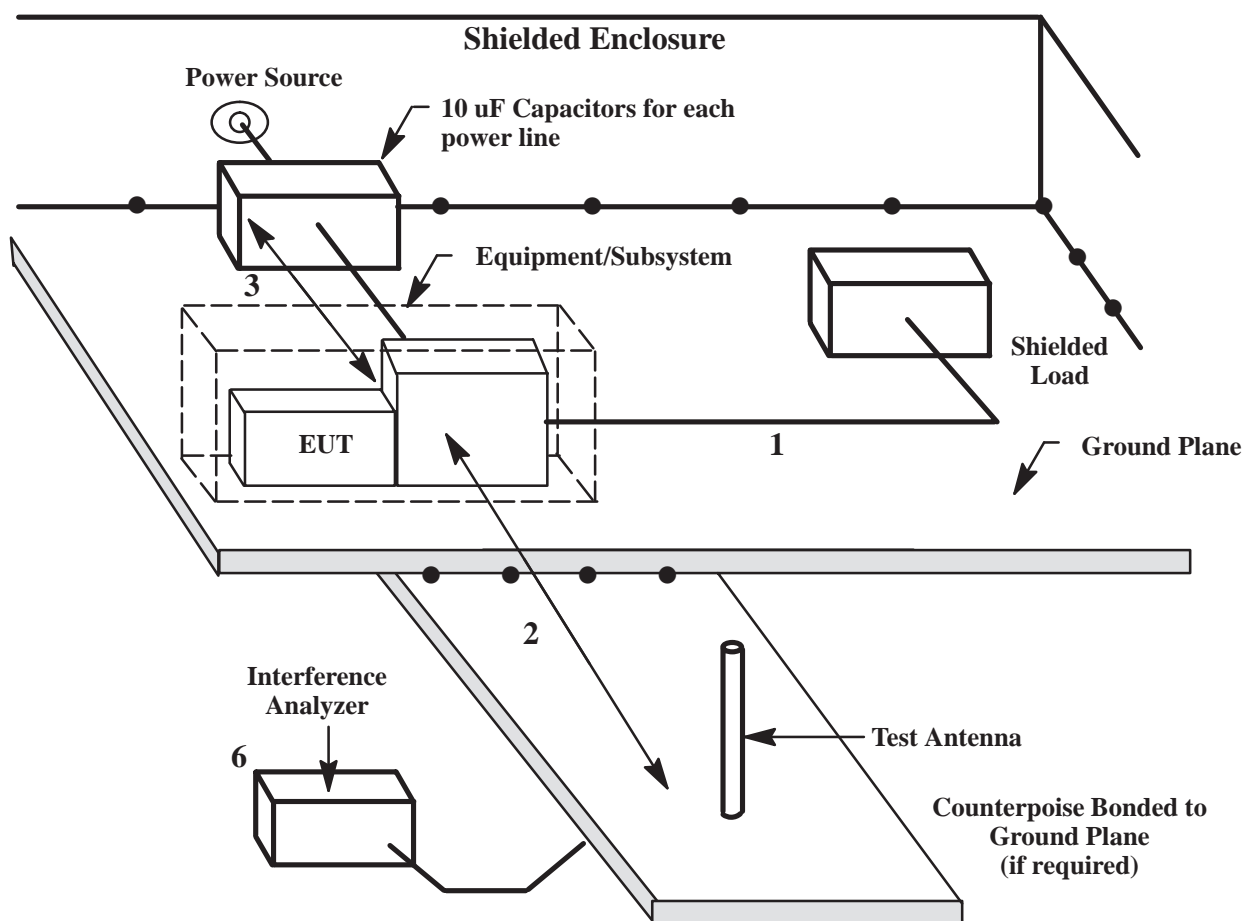 Shielded Enclosure
Power Source
10 uF Capacitors for each
power line
3
Equipment/Subsystem
Shielded
Load
EUT
1
Ground Plane
2
Interference
Analyzer
6
Test Antenna
Counterpoise Bonded to
Ground Plane
(if required)